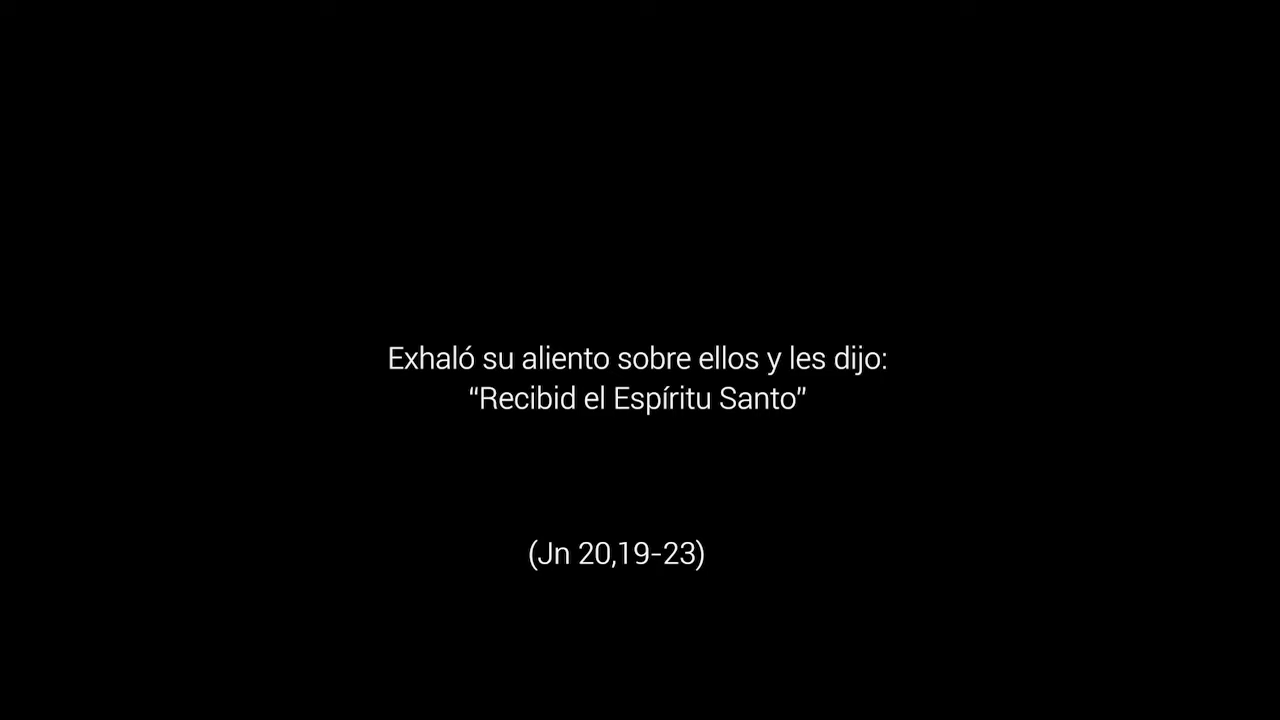 Exhaló su aliento sobre ellos y les dijo:
“Recibid el Espíritu Santo”
(Jn 20,19-23)